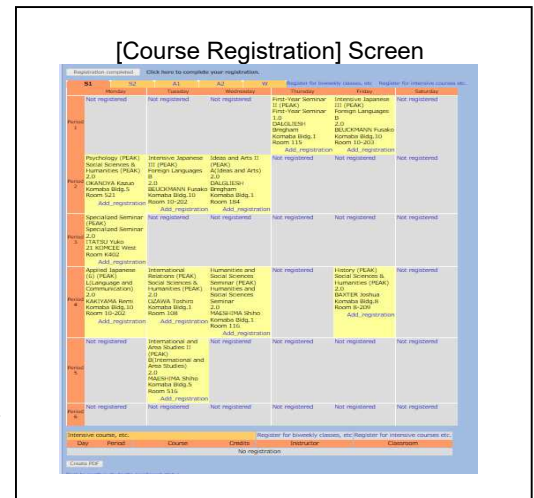 [Course Registration] Screen
Registration completed Click here to complete your registration.
S1 S2 A1 A2 W Register for biweekly classes, etc Register for intensive courses etc.
Monday Tuesday Wednesday Thursday Friday Saturday
Period 1
Not registered
Not registered
Not registered
First-Year Seminar
I (PEAK)
First-Year Seminar
1.0
DALGLIESH
Bregham
Komaba Bldg.1
Room 115
Add_registration
Intensive Japanese
III (PEAK)
Foreign Languages
B
2.0
BEUCKMANN Fusako
Komaba Bldg.10
Room 10-203
Add_registration
Not registered
Period 2
Psychology (PEAK)
Social Sciences &
Humanities (PEAK)
2.0
OKANOYA Kazuo
Komaba Bldg.5
Room 521
Add_registration
Intensive Japanese
III (PEAK)
Foreign Languages
B
2.0
BEUCKMANN Fusako
Komaba Bldg.10
Room 10-202
Add_registration
Ideas and Arts II
(PEAK)
A(Ideas and Arts)
2.0
DALGLIESH
Bregham
Komaba Bldg.1
Room 184
Add_registration
Not registered
Not registered
Not registered
Period 3
Specialized Seminar
(PEAK)
Specialized Seminar
2.0
ITATSU Yuko
21 KOMCEE West
Room K402
Add_registration
Not registered
Not registered
Not registered
Not registered
Not registered
Period 4
Applied Japanese
(G) (PEAK)
L(Language and
Communication)
2.0
KAKIYAMA Remi
Komaba Bldg.10
Room 10-202
Add_registration
International
Relations (PEAK)
Social Sciences &
Humanities (PEAK)
2.0
OZAWA Toshiro
Komaba Bldg.1
Room 108
Add_registration
Humanities and
Social Sciences
Seminar (PEAK)
Humanities and
Social Sciences
Seminar
2.0
MAESHIMA Shiho
Komaba Bldg.1
Room 116
Add_registration
Not registered
History (PEAK)
Social Sciences &
Humanities (PEAK)
2.0
BAXTER Joshua
Komaba Bldg.8
Room 8-209
Add_registration
Not registered
Period 5
Not registered
International and
Area Studies II
(PEAK)
B(International and
Area Studies)
2.0
MAESHIMA Shiho
Komaba Bldg.5
Room 516
Add_registration
Not registered
Not registered
Not registered
Not registered
Period 6
Not registered
Not registered
Not registered
Not registered
Not registered
Not registered
Intensive course, etc. Register for biweekly classes, etc Register for intensive courses etc.
Day Period Course Credits Instructor Classroom
No registration
Create PDF